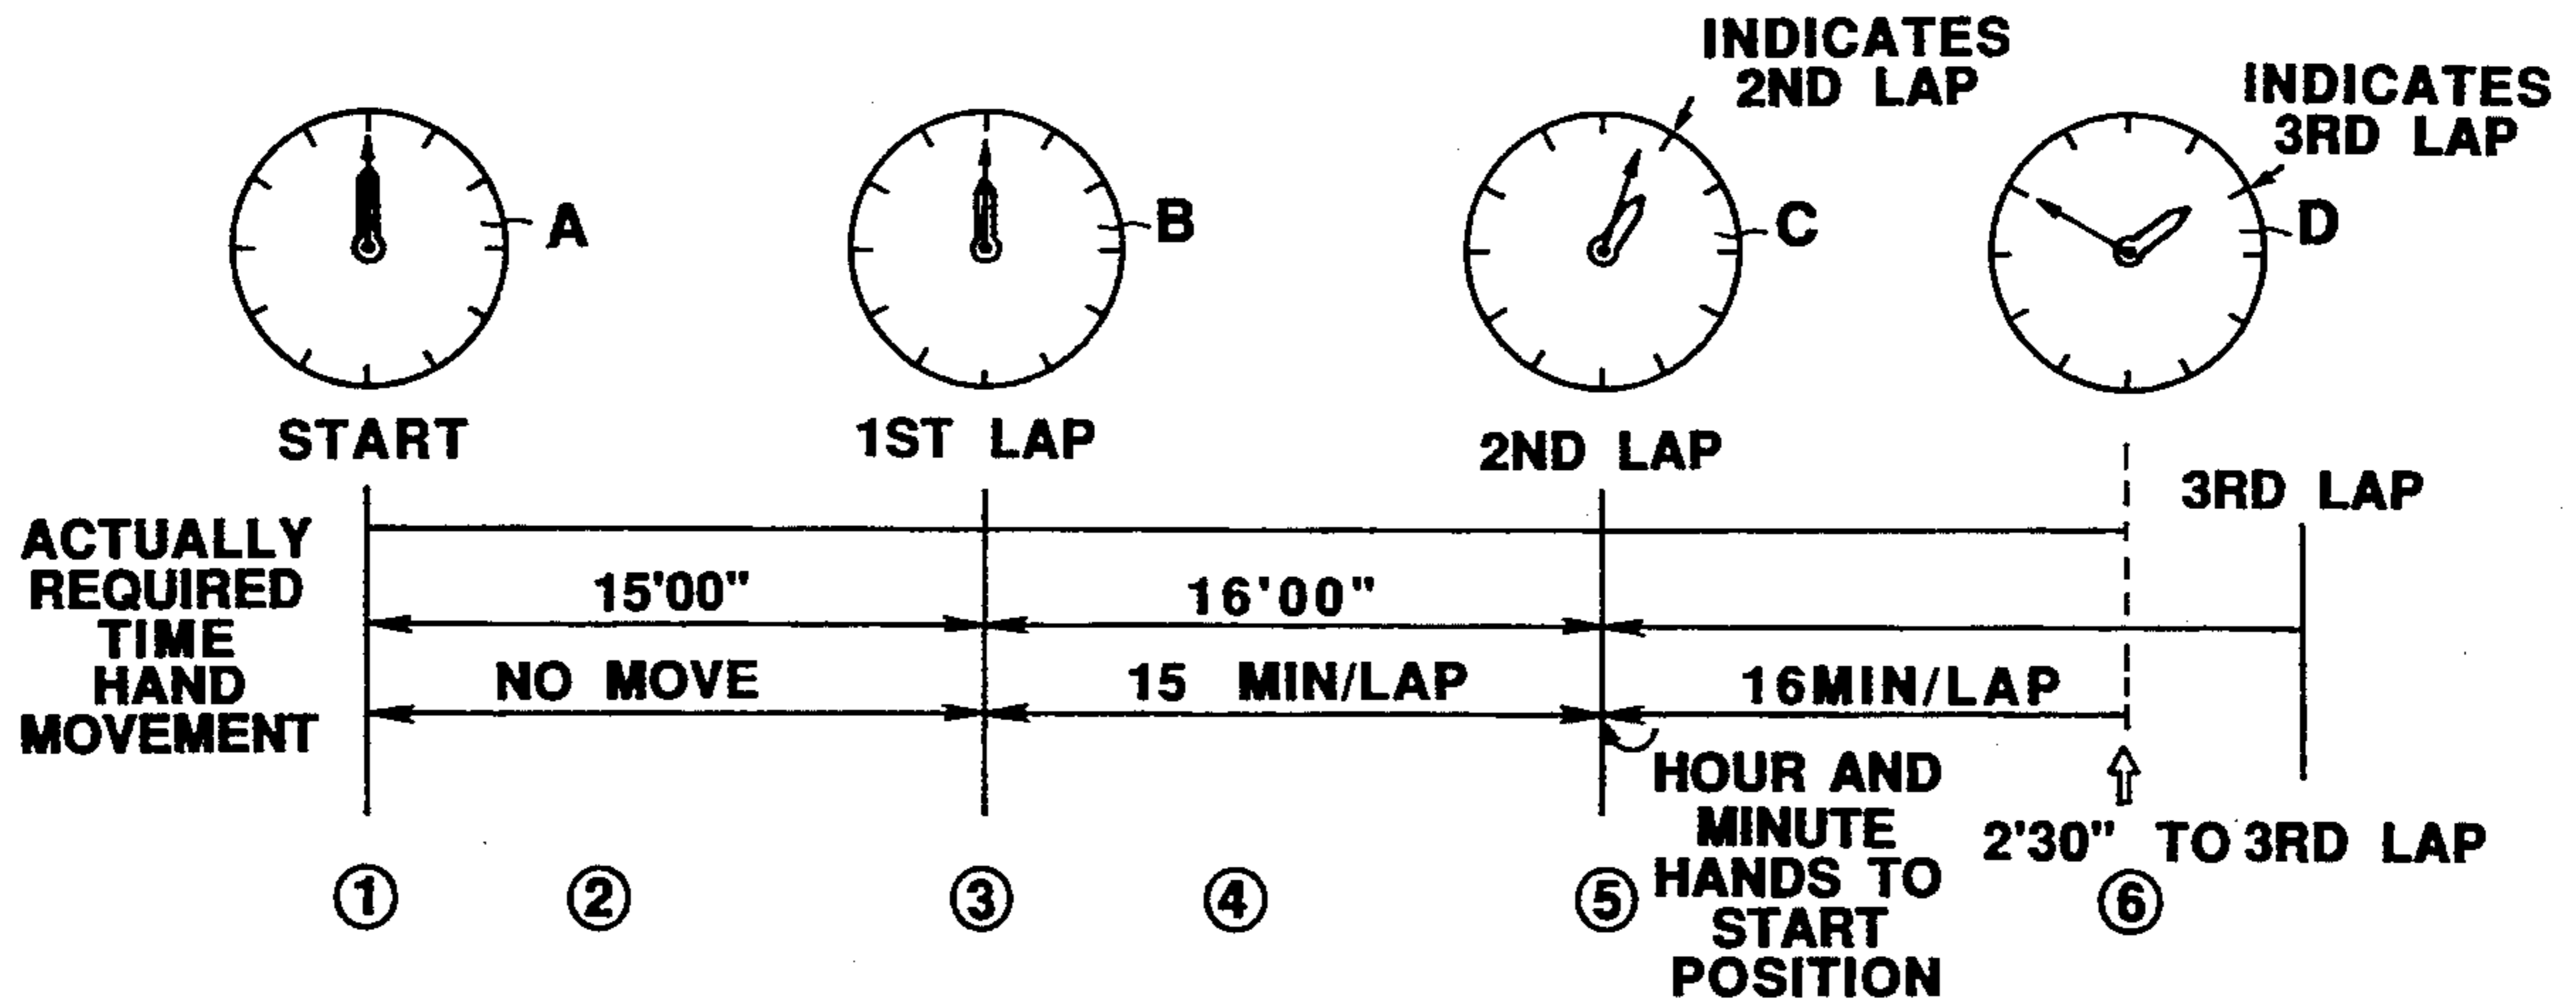 INDICATES
2ND LAP
INDICATES
3RD LAP
A
B
C
D
START
1ST LAP
2ND LAP
3RD LAP
ACTUALLY
REQUIRED
TIME
HAND
MOVEMENT
15'00"
16'00"
NO MOVE
15 MIN/LAP
16MIN/LAP
HOUR AND
MINUTE
HANDS TO
START
POSITION
2'30" TO 3RD LAP
①
②
③
④
⑤
⑥